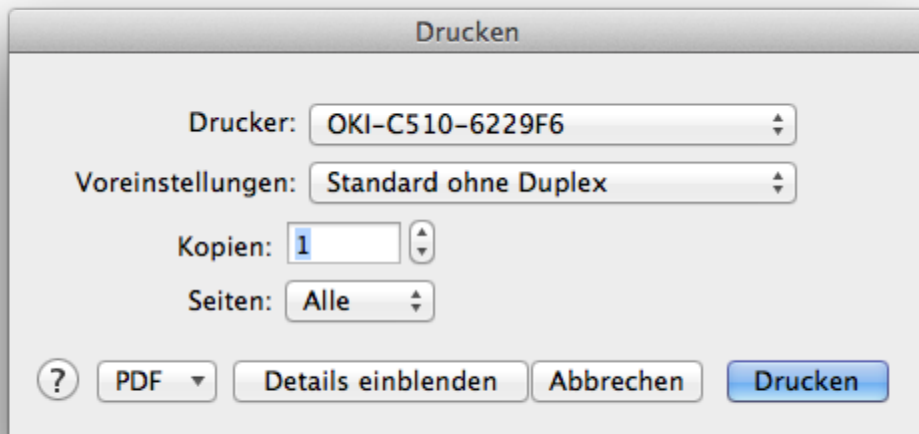 Drucken
Drucker: OKI-C510-6229F6
Voreinstellungen: Standard ohne Duplex
Kopien: 1
Seiten: Alle
? PDF Details einblenden Abbrechen Drucken